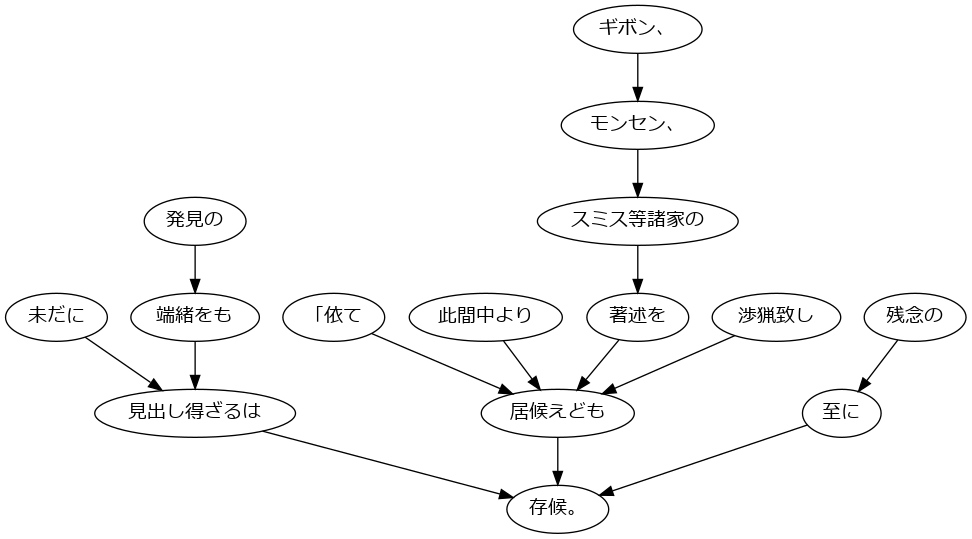 ギボン、
モンセン、
発見の
スミス等諸家の
未だに
端緒をも
「依て
此間中より
著述を
渉猟致し
残念の
見出し得ざるは
居候えども
至に
存候。